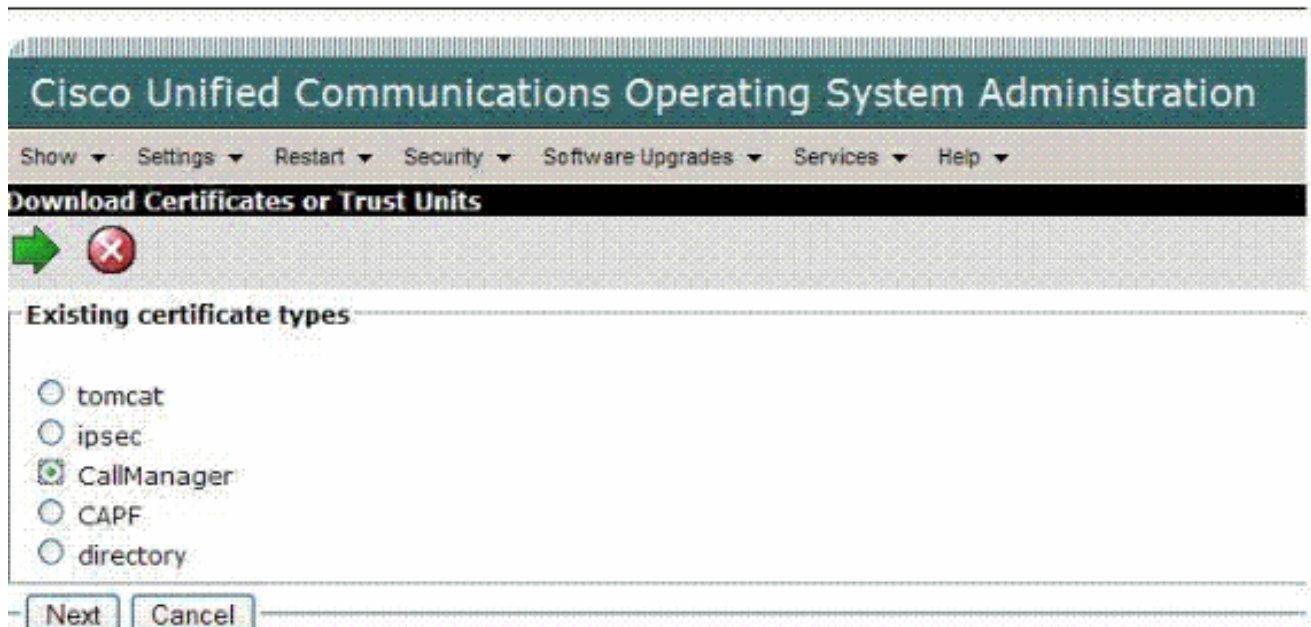 Cisco Unified Communications Operating System Administration
Show Settings Restart Security Software Upgrades Services Help
Download Certificates or Trust Units
Existing certificate types
tomcat
ipsec
CallManager
CAPF
directory
Next Cancel